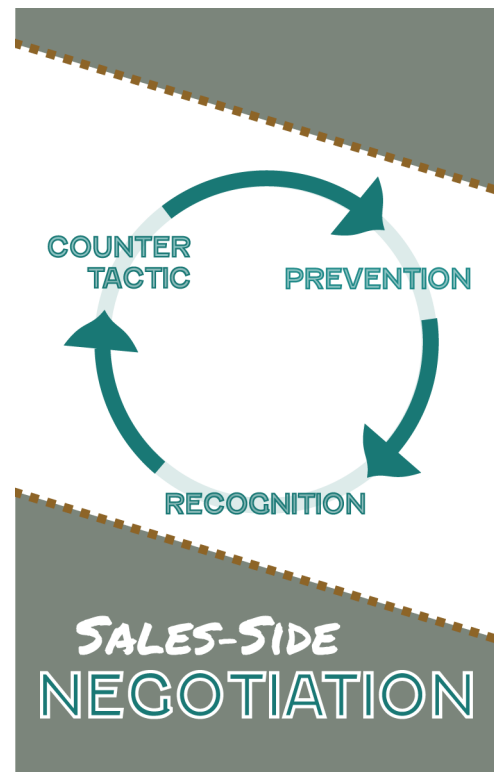 COUNTER
TACTIC
PREVENTION
RECOGNITION
SALES-SIDE
NEGOTIATION